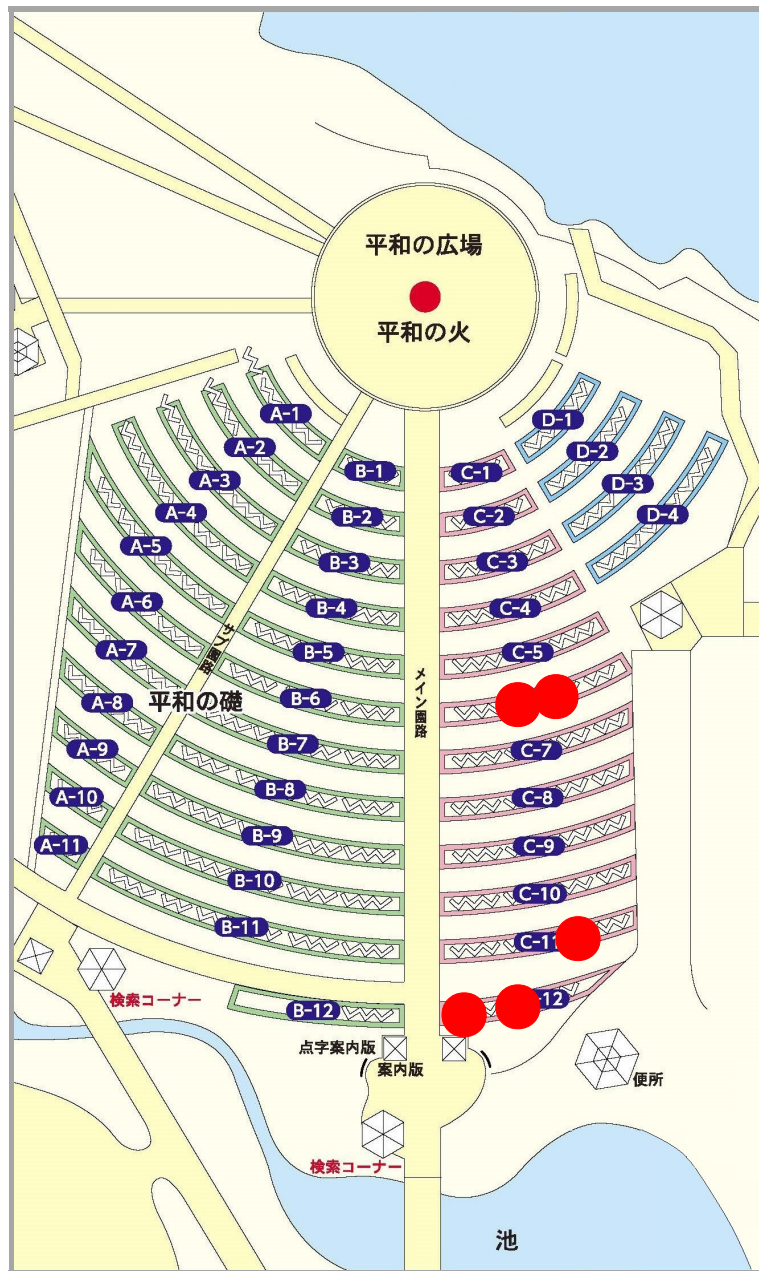 平和の広場
平和の火
A-1
A-2
A-3
A-4
A-5
A-6
A-7
A-8
A-9
A-10
A-11
B-1
B-2
B-3
B-4
B-5
B-6
B-7
B-8
B-9
B-10
B-11
B-12
C-1
C-2
C-3
C-4
C-5
C-7
C-8
C-9
C-10
C-11
-12
D-1
D-2
D-3
D-4
サブ園路
メイン園路
平和の礎
検索コーナー
点字案内版
案内版
便所
検索コーナー
池